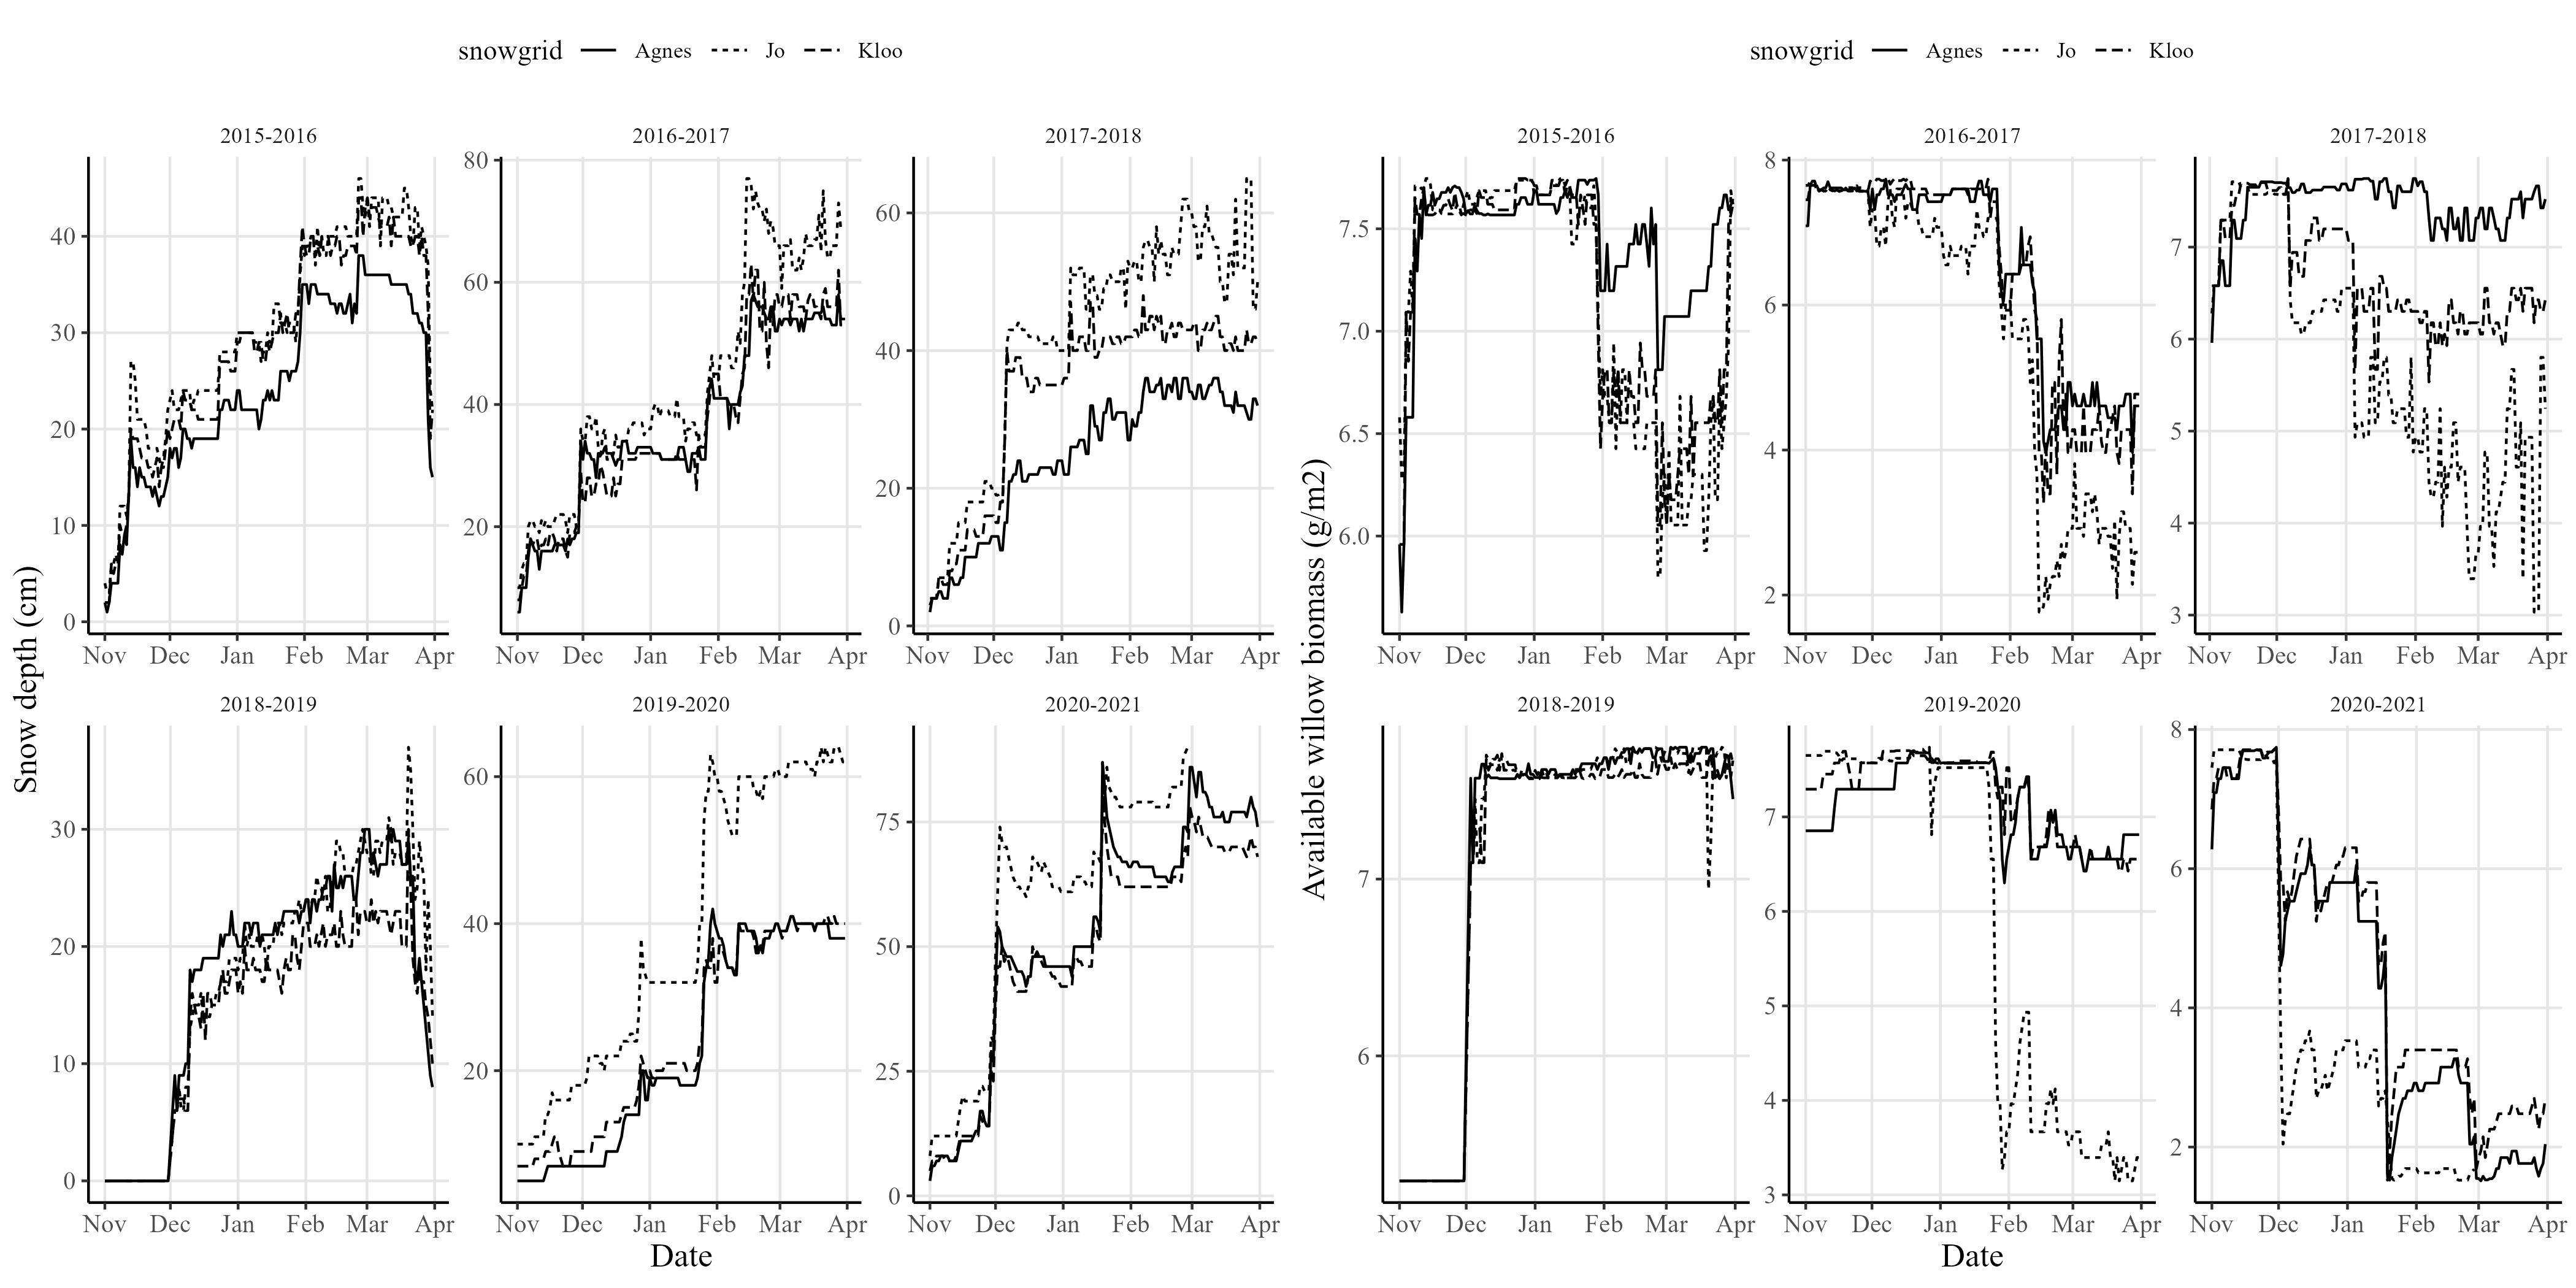 snowgrid Agnes Jo Kloo
snowgrid Agnes Jo Kloo
2015-2016 2016-2017 2017-2018
2015-2016 2016-2017 2017-2018
Snow depth (cm)
0 10 20 30 40
Nov Dec Jan Feb Mar Apr
20 40 60 80
Nov Dec Jan Feb Mar Apr
0 20 40 60
Nov Dec Jan Feb Mar Apr
2018-2019 2019-2020 2020-2021
0 10 20 30
Nov Dec Jan Feb Mar Apr
20 40 60
Nov Dec Jan Feb Mar Apr
0 25 50 75
Nov Dec Jan Feb Mar Apr
Date
Available willow biomass (g/m2)
6.0 6.5 7.0 7.5
Nov Dec Jan Feb Mar Apr
2 4 6 8
Nov Dec Jan Feb Mar Apr
3 4 5 6 7
Nov Dec Jan Feb Mar Apr
2018-2019 2019-2020 2020-2021
6 7
Nov Dec Jan Feb Mar Apr
3 4 5 6 7
Nov Dec Jan Feb Mar Apr
2 4 6 8
Nov Dec Jan Feb Mar Apr
Date